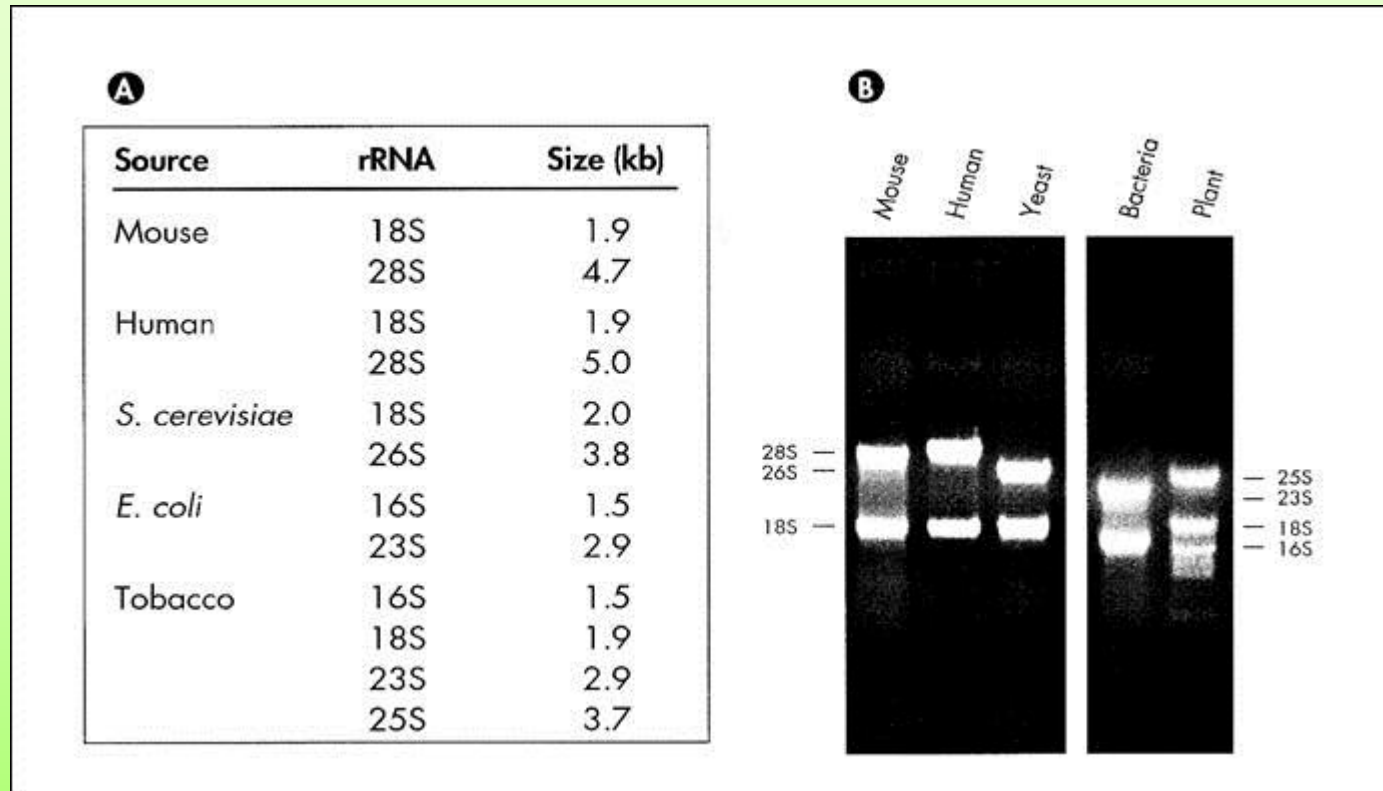 A
Source rRNA Size (kb)
Mouse 18S 1.9
28S 4.7
Human 18S 1.9
28S 5.0
S. cerevisiae 18S 2.0
26S 3.8
E. coli 16S 1.5
23S 2.9
Tobacco 16S 1.5
18S 1.9
23S 2.9
25S 3.7
B
Mouse Human Yeast Bacteria Plant
28S
26S
18S
25S
23S
18S
16S